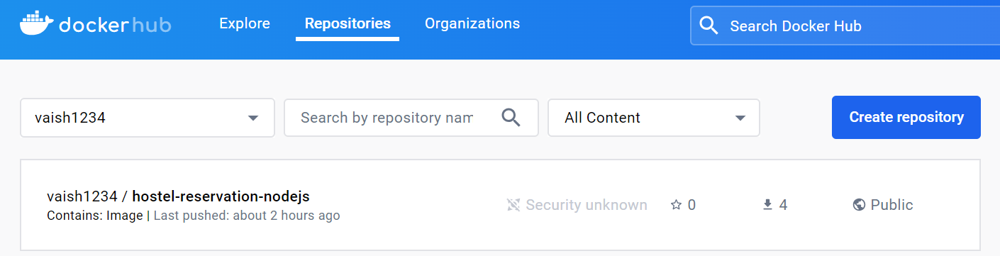 docker hub Explore Repositories Organizations Search Docker Hub
vaish1234 Search by repository nam All Content Create repository
vaish1234 / hostel-reservation-nodejs
Contains: Image | Last pushed: about 2 hours ago
Security unknown 0 4 Public